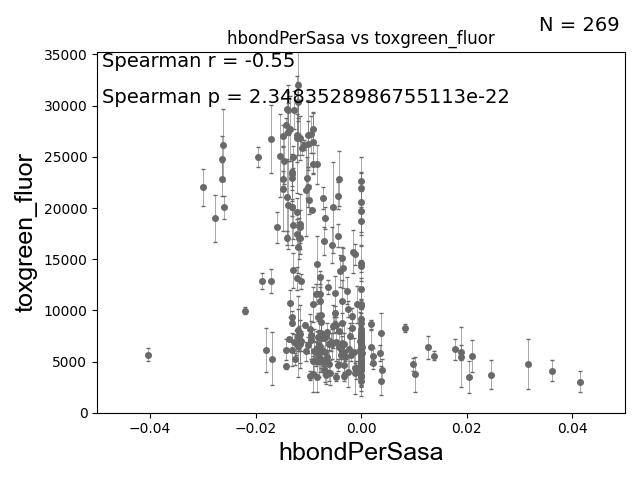 N = 269
hbondPerSasa vs toxgreen_fluor
Spearman r = -0.55
Spearman p = 2.3483528986755113e-22
toxgreen_fluor
35000
30000
25000
20000
15000
10000
5000
0
−0.04
−0.02
0.00
0.02
0.04
hbondPerSasa